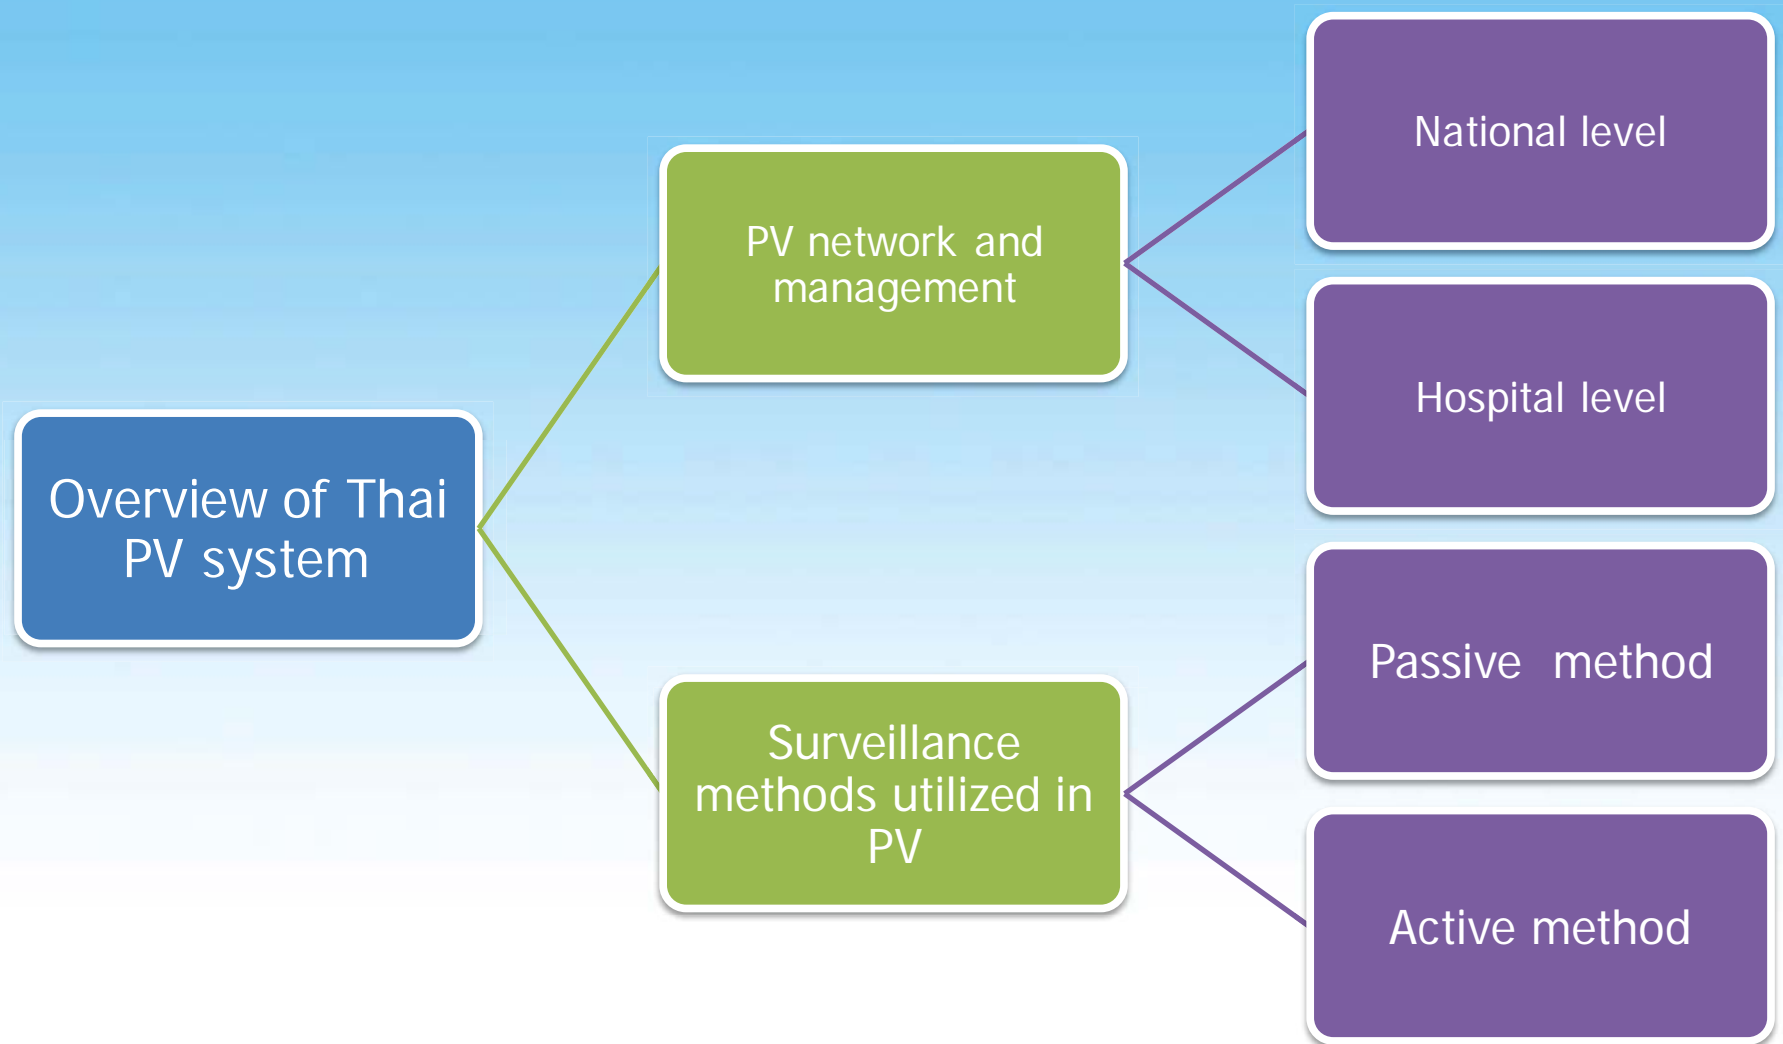 Overview of Thai
PV system
PV network and
management
National level
Hospital level
Surveillance
methods utilized in
PV
Passive method
Active method